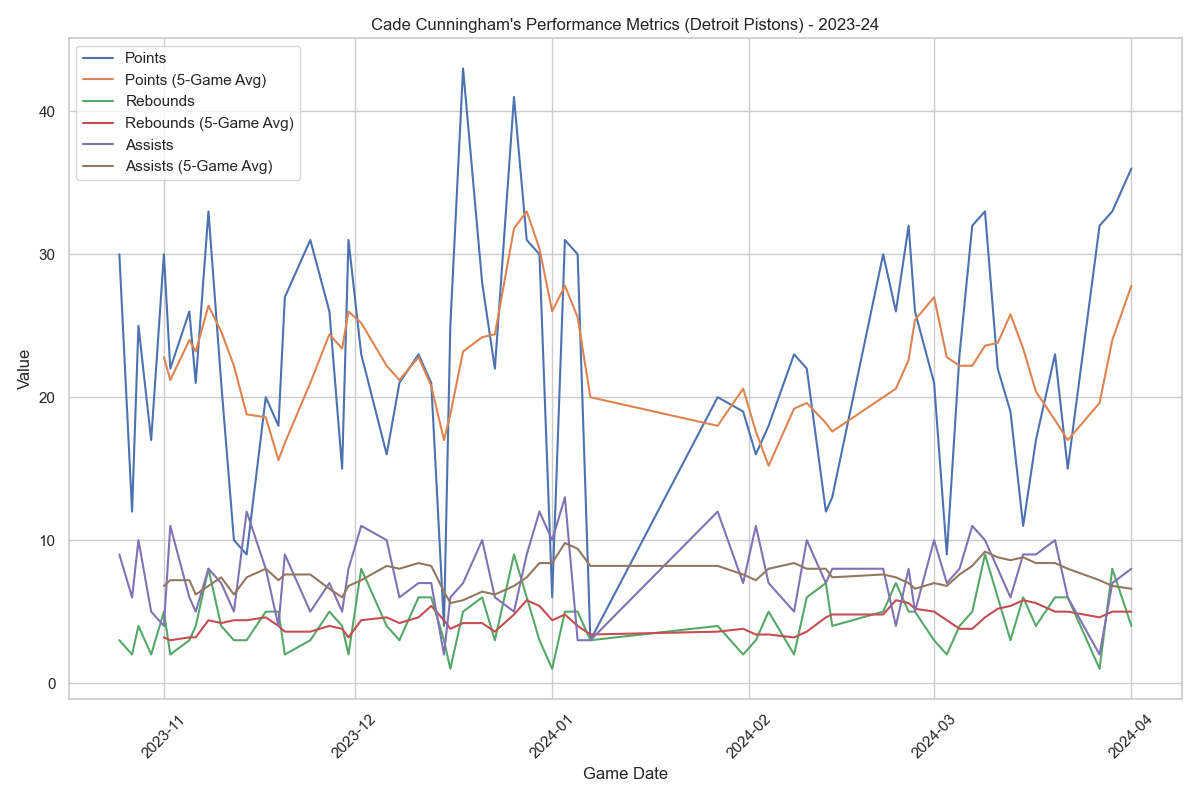 Cade Cunningham's Performance Metrics (Detroit Pistons) - 2023-24
Points
Points (5-Game Avg)
Rebounds
Rebounds (5-Game Avg)
Assists
Assists (5-Game Avg)
Value
40
30
20
10
0
2023-11
2023-12
2024-01
2024-02
2024-03
2024-04
Game Date